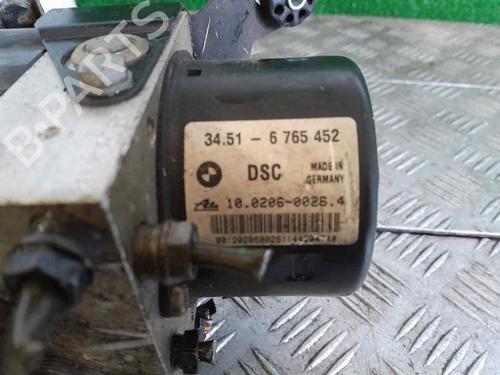 B-PARTS
34.51 - 6 765 452
DSC
MADE IN
GERMANY
10.0206-0026.4